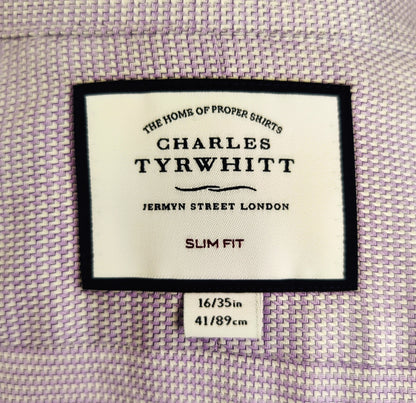 THE HOME OF PROPER SHIRTS
CHARLES
TYRWHITT
JERMYN STREET LONDON
SLIM FIT
16/35in
41/89cm